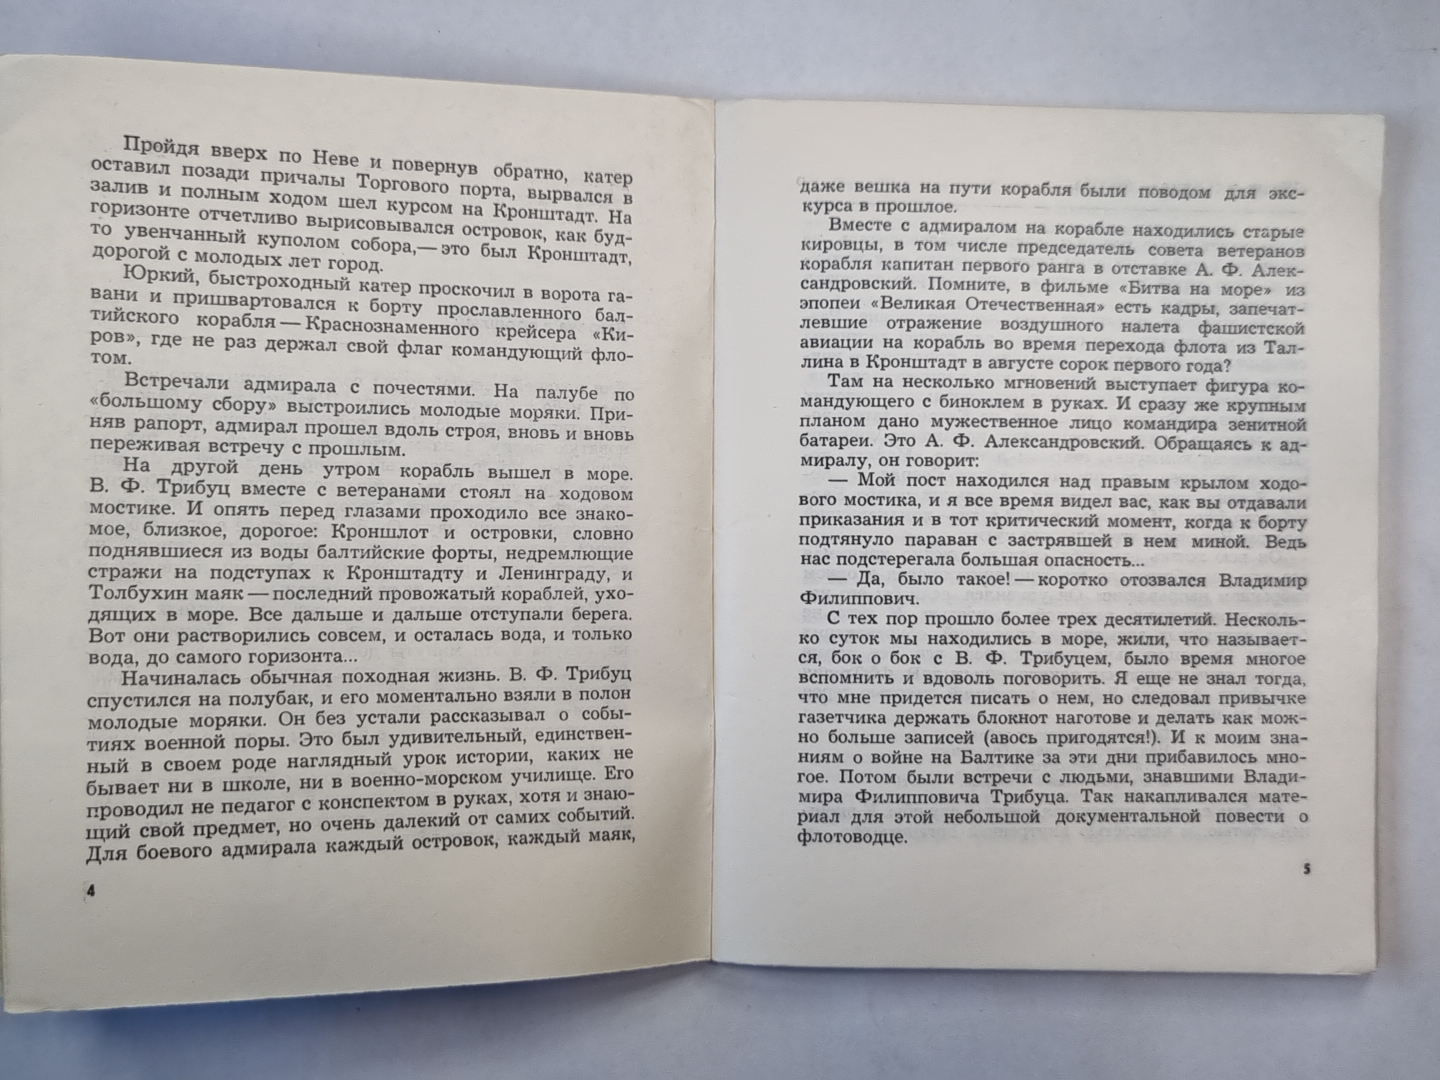 Пройдя вверх по Неве и повернув обратно, катер
оставил позади причалы Торгового порта, вырвался в
залив и полным ходом шел курсом на Кронштадт. На
горизонте отчетливо вырисовывался островок, как буд-
то увенчанный куполом собора,— это был Кронштадт,
дорогой с молодых лет город.
Юркий, быстроходный катер проскочил в ворота га-
вани и пришвартовался к борту прославленного бал-
тийского корабля — Краснознаменного крейсера «Ки-
ров», где не раз держал свой флаг командующий фло-
том.
Встречали адмирала с почестями. На палубе по
«большому сбору» выстроились молодые моряки. При-
няв рапорт, адмирал прошел вдоль строя, вновь и вновь
переживая встречу с прошлым.
На другой день утром корабль вышел в море.
В. Ф. Трибуц вместе с ветеранами стоял на ходовом
мостике. И опять перед глазами проходило все знако-
мое, близкое, дорогое: Кроншлот и островки, словно
поднявшиеся из воды балтийские форты, недремлющие
стражи на подступах к Кронштадту и Ленинграду, и
Толбухин маяк — последний провожатый кораблей, ухо-
дящих в море. Все дальше и дальше отступали берега.
Вот они растворились совсем, и осталась вода, и только
вода, до самого горизонта...
Начиналась обычная походная жизнь. В. Ф. Трибуц
спустился на полубак, и его моментально взяли в полон
молодые моряки. Он без устали рассказывал о собы-
тиях военной поры. Это был удивительный, единствен-
ный в своем роде наглядный урок истории, каких не
бывает ни в школе, ни в военно-морском училище. Его
проводил не педагог с конспектом в руках, хотя и знаю-
щий свой предмет, но очень далекий от самих событий.
Для боевого адмирала каждый островок, каждый маяк,
4
даже вешка на пути корабля были поводом для экс-
курса в прошлое.
Вместе с адмиралом на корабле находились старые
кировцы, в том числе председатель совета ветеранов
корабля капитан первого ранга в отставке А. Ф. Алек-
сандровский. Помните, в фильме «Битва на море» из
эпопеи «Великая Отечественная» есть кадры, запечат-
левшие отражение воздушного налета фашистской
авиации на корабль во время перехода флота из Тал-
лина в Кронштадт в августе сорок первого года?
Там на несколько мгновений выступает фигура ко-
мандующего с биноклем в руках. И сразу же крупным
планом дано мужественное лицо командира зенитной
батареи. Это А. Ф. Александровский. Обращаясь к ад-
миралу, он говорит:
— Мой пост находился над правым крылом ходо-
вого мостика, и я все время видел вас, как вы отдавали
приказания и в тот критический момент, когда к борту
подтянуло параван с застрявшей в нем миной. Ведь
нас подстерегала большая опасность...
— Да, было такое! — коротко отозвался Владимир
Филиппович.
С тех пор прошло более трех десятилетий. Несколь-
ко суток мы находились в море, жили, что называет-
ся, бок о бок с В. Ф. Трибуцем, было время многое
вспомнить и вдоволь поговорить. Я еще не знал тогда,
что мне придется писать о нем, но следовал привычке
газетчика держать блокнот наготове и делать как мож-
но больше записей (авось пригодятся!). И к моим зна-
ниям о войне на Балтике за эти дни прибавилось мно-
гое. Потом были встречи с людьми, знавшими Влади-
мира Филипповича Трибуца. Так накапливался мате-
риал для этой небольшой документальной повести о
флотоводце.
5